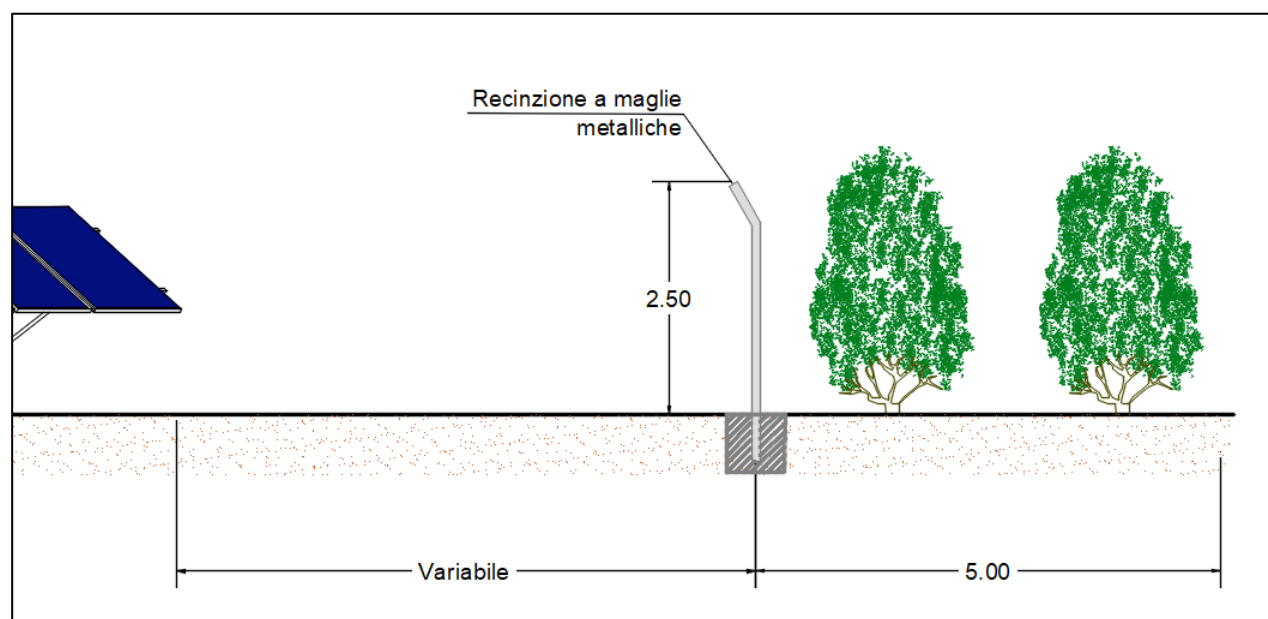 Recinzione a maglie
metalliche
2.50
Variabile
5.00